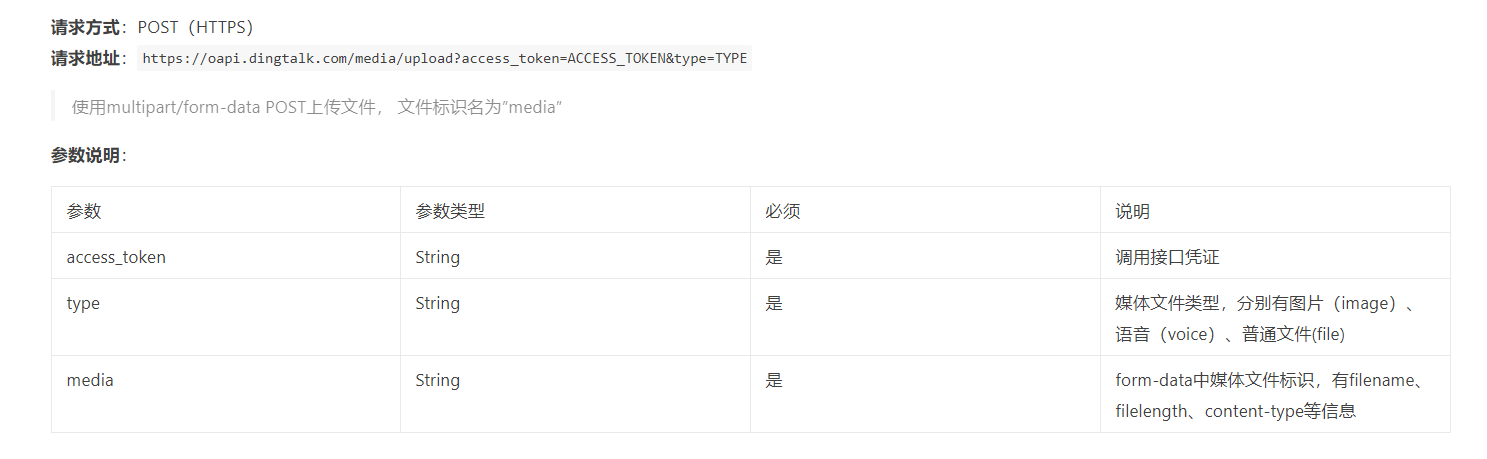 请求方式：POST（HTTPS）
请求地址：https://oapi.dingtalk.com/media/upload?access_token=ACCESS_TOKEN&type=TYPE
使用multipart/form-data POST上传文件， 文件标识名为“media”
参数说明：
参数 参数类型 必须 说明
access_token String 是 调用接口凭证
type String 是 媒体文件类型，分别有图片（image）、
语音（voice）、普通文件(file)
media String 是 form-data中媒体文件标识，有filename、
filelength、content-type等信息